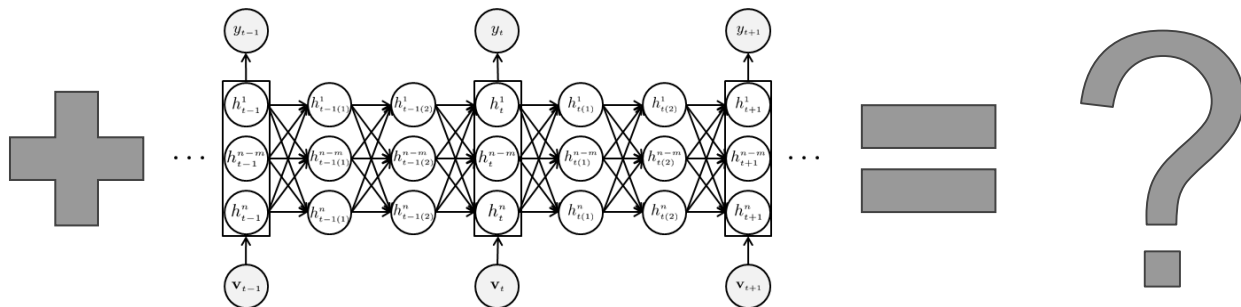 y_{t-1} y_t y_{t+1}
h^1_{t-1} h^1_{t-1(1)} h^1_{t-1(2)} h^1_t h^1_{t(1)} h^1_{t(2)} h^1_{t+1}
... h^{n-m}_{t-1} h^{n-m}_{t-1(1)} h^{n-m}_{t-1(2)} h^{n-m}_t h^{n-m}_{t(1)} h^{n-m}_{t(2)} h^{n-m}_{t+1} ...
h^n_{t-1} h^n_{t-1(1)} h^n_{t-1(2)} h^n_t h^n_{t(1)} h^n_{t(2)} h^n_{t+1}
v_{t-1} v_t v_{t+1}
+ = ?